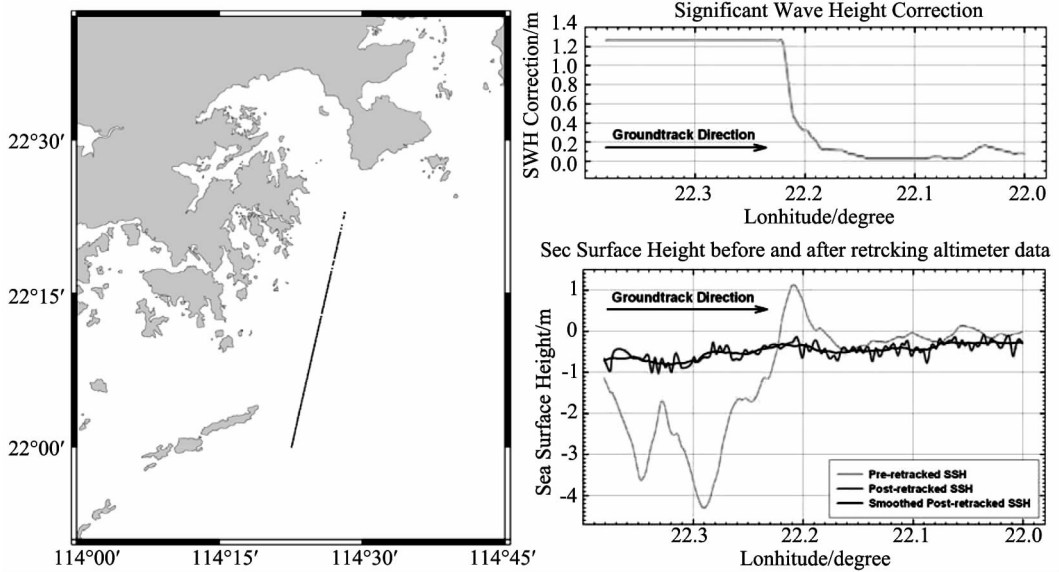 22°30′
22°15′
22°00′
114°00′ 114°15′ 114°30′ 114°45′
Significant Wave Height Correction
SWH Correction/m
1.4
1.2
1.0
0.8
0.6
0.4
0.2
0.0
Groundtrack Direction
22.3 22.2 22.1 22.0
Lonhitude/degree
Sec Surface Height before and after retrcking altimeter data
Sea Surface Height/m
1
0
-1
-2
-3
-4
Groundtrack Direction
Pre-retracked SSH
Post-retracked SSH
Smoothed Post-retracked SSH
22.3 22.2 22.1 22.0
Lonhitude/degree